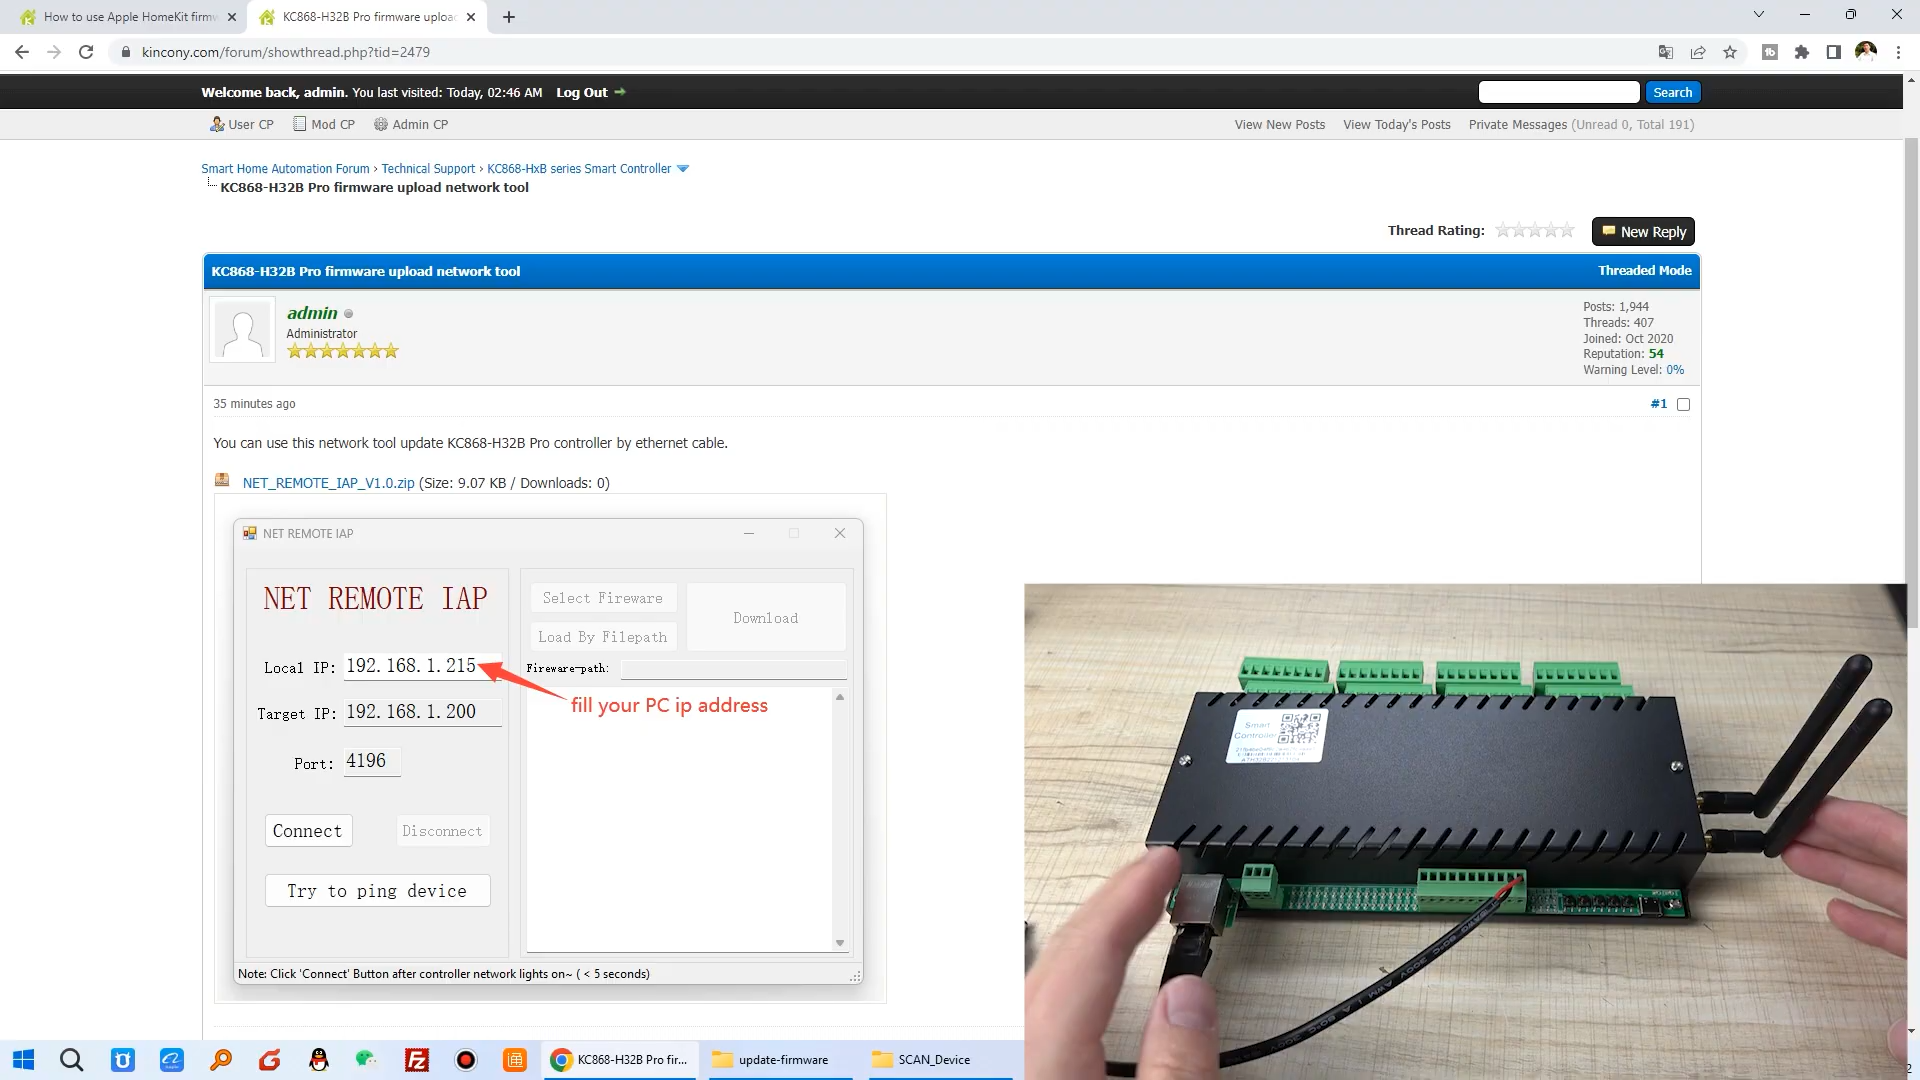 How to use Apple HomeKit firmw
KC868-H32B Pro firmware upload
kincony.com/forum/showthread.php?tid=2479
Welcome back, admin. You last visited: Today, 02:46 AM Log Out
Search
User CP Mod CP Admin CP
View New Posts View Today's Posts Private Messages (Unread 0, Total 191)
Smart Home Automation Forum › Technical Support › KC868-HxB series Smart Controller
KC868-H32B Pro firmware upload network tool
Thread Rating:
New Reply
KC868-H32B Pro firmware upload network tool
Threaded Mode
admin
Administrator
Posts: 1,944
Threads: 407
Joined: Oct 2020
Reputation: 54
Warning Level: 0%
35 minutes ago
#1
You can use this network tool update KC868-H32B Pro controller by ethernet cable.
NET_REMOTE_IAP_V1.0.zip (Size: 9.07 KB / Downloads: 0)
NET REMOTE IAP
NET REMOTE IAP
Local IP: 192.168.1.215
Target IP: 192.168.1.200
Port: 4196
Connect
Disconnect
Try to ping device
Select Fireware
Load By Filepath
Download
Fireware-path:
fill your PC ip address
Note: Click 'Connect' Button after controller network lights on~ ( < 5 seconds)
Smart
Controller
KC868-H32B Pro fir...
update-firmware
SCAN_Device